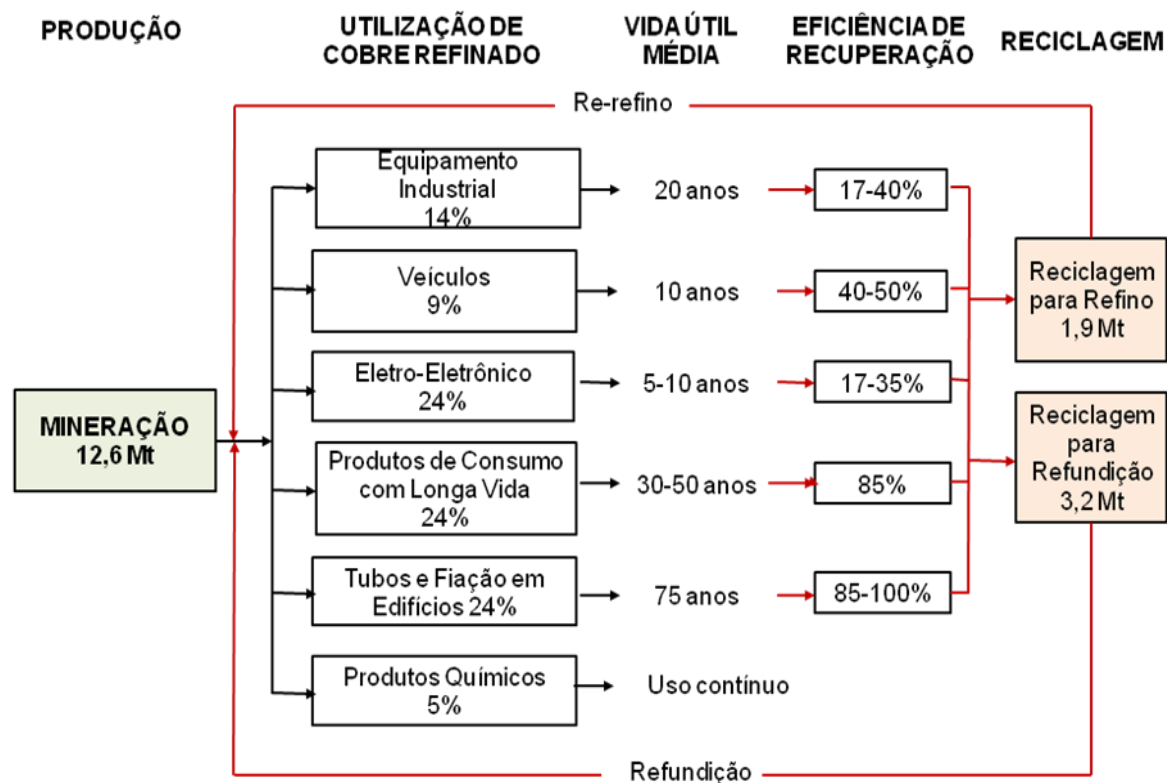 PRODUÇÃO
UTILIZAÇÃO DE
COBRE REFINADO
VIDA ÚTIL
MÉDIA
EFICIÊNCIA DE
RECUPERAÇÃO
RECICLAGEM
Re-refino
Equipamento
Industrial
14%
20 anos
17-40%
Veículos
9%
10 anos
40-50%
Reciclagem
para Refino
1,9 Mt
Eletro-Eletrônico
24%
5-10 anos
17-35%
MINERAÇÃO
12,6 Mt
Reciclagem
para
Refundição
3,2 Mt
Produtos de Consumo
com Longa Vida
24%
30-50 anos
85%
Tubos e Fiação em
Edifícios 24%
75 anos
85-100%
Produtos Químicos
5%
Uso contínuo
Refundição